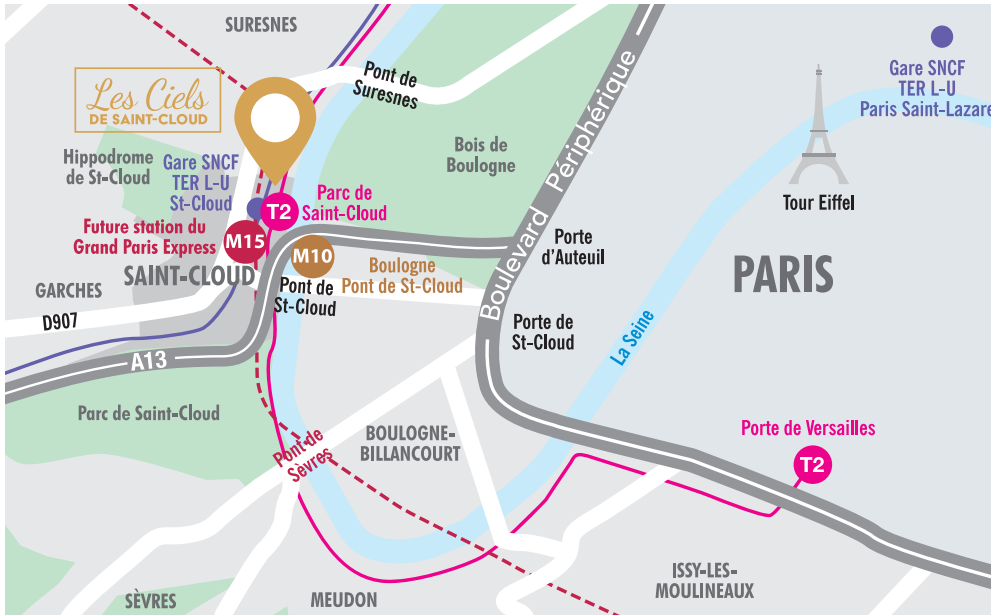 SURESNES
Les Ciels
DE SAINT-CLOUD
Pont de
Suresnes
Boulevard Périphérique
Gare SNCF
TER L-U
Paris Saint-Lazare
Hippodrome
de St-Cloud
Gare SNCF
TER L-U
St-Cloud
Bois de
Boulogne
Tour Eiffel
T2
Parc de
Saint-Cloud
Future station du
Grand Paris Express
M15
M10
Boulogne
Pont de St-Cloud
Porte
d'Auteuil
PARIS
SAINT-CLOUD
Pont de
St-Cloud
GARCHES
D907
Porte de
St-Cloud
La Seine
A13
Parc de Saint-Cloud
BOULOGNE-
BILLANCOURT
Pont de
Sèvres
Porte de Versailles
T2
ISSY-LES-
MOULINEAUX
SÈVRES
MEUDON